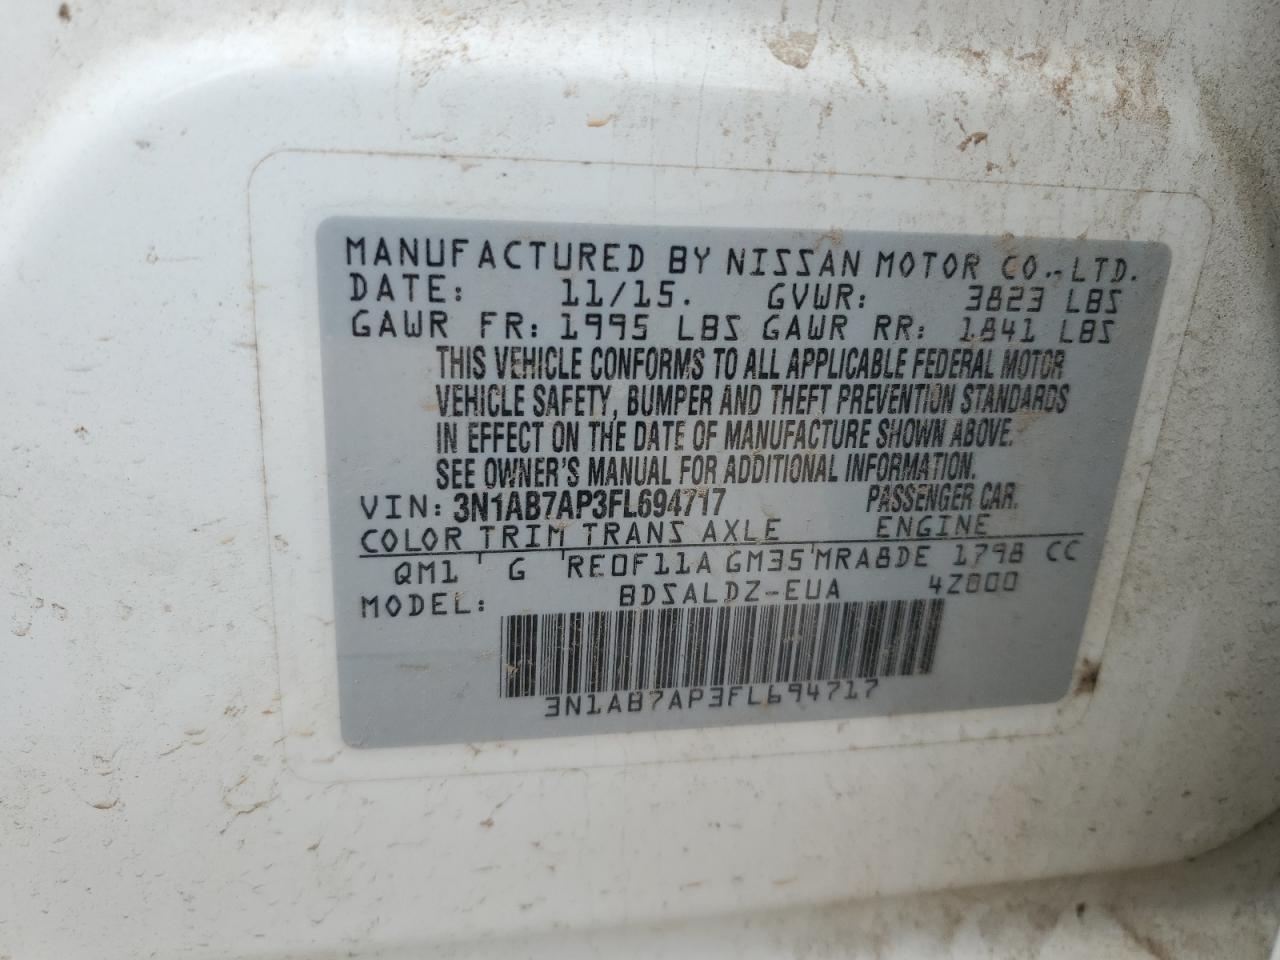 MANUFACTURED BY NISSAN MOTOR CO., LTD.
DATE: 11/15. GVWR: 3823 LBS
GAWR FR: 1995 LBS GAWR RR: 1841 LBS
THIS VEHICLE CONFORMS TO ALL APPLICABLE FEDERAL MOTOR
VEHICLE SAFETY, BUMPER AND THEFT PREVENTION STANDARDS
IN EFFECT ON THE DATE OF MANUFACTURE SHOWN ABOVE.
SEE OWNER'S MANUAL FOR ADDITIONAL INFORMATION.
VIN: 3N1AB7AP3FL694717 PASSENGER CAR.
COLOR TRIM TRANS AXLE ENGINE
QM1 G RE0F11A GM35 MRA8DE 1798 CC
MODEL: BDSALDZ-EUA 4Z000
3N1AB7AP3FL694717